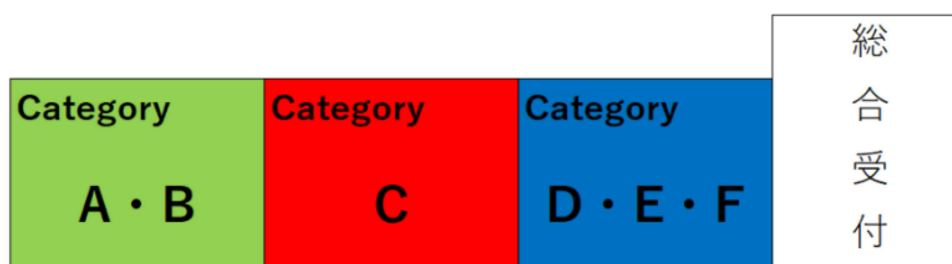 Category
A・B
Category
C
Category
D・E・F
総合受付